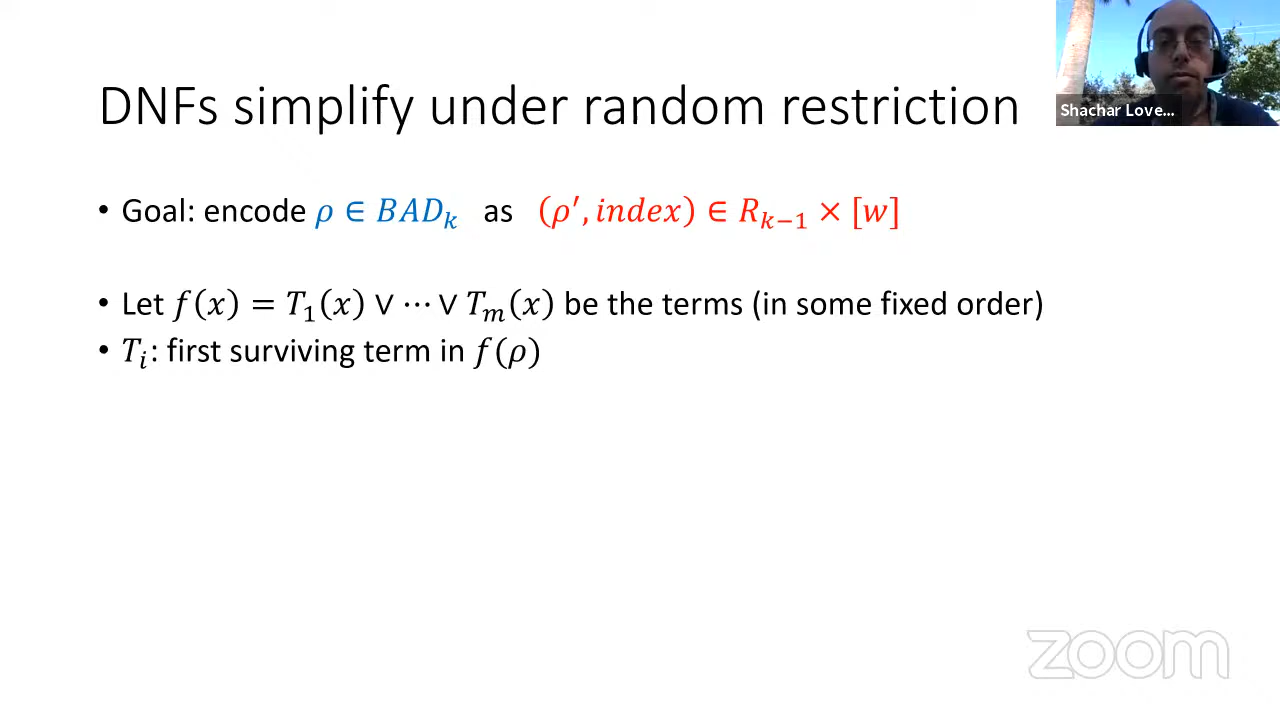 DNFs simplify under random restriction
Shachar Love...
• Goal: encode ρ ∈ BAD_k as (ρ′, index) ∈ R_{k−1} × [w]
• Let f(x) = T_1(x) ∨ ⋯ ∨ T_m(x) be the terms (in some fixed order)
• T_i: first surviving term in f(ρ)
zoom